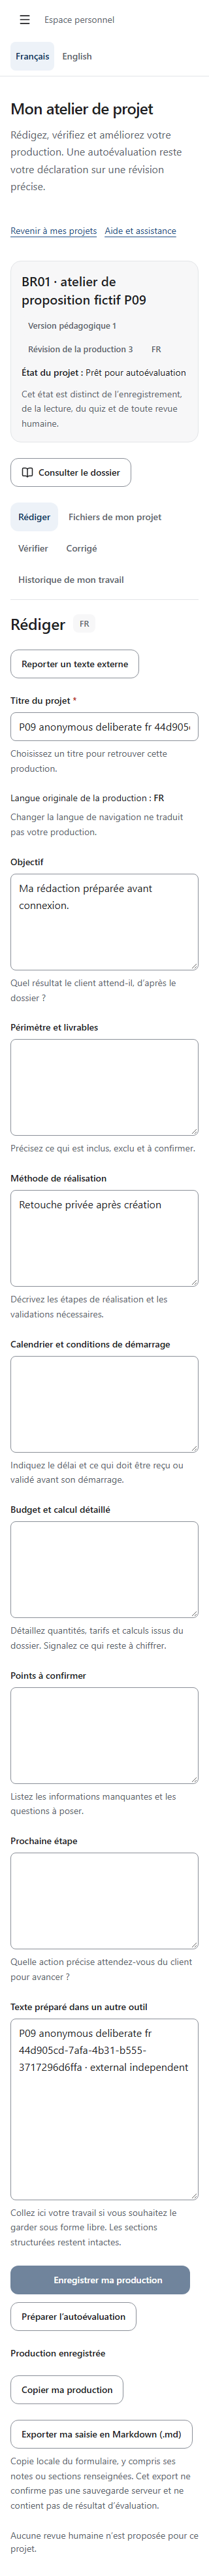 Espace personnel
Français English
Mon atelier de projet
Rédigez, vérifiez et améliorez votre
production. Une autoévaluation reste
votre déclaration sur une révision
précise.
Revenir à mes projets Aide et assistance
BR01 · atelier de
proposition fictif P09
Version pédagogique 1
Révision de la production 3 FR
État du projet : Prêt pour autoévaluation
Cet état est distinct de l'enregistrement,
de la lecture, du quiz et de toute revue
humaine.
Consulter le dossier
Rédiger Fichiers de mon projet
Vérifier Corrigé
Historique de mon travail
Rédiger FR
Reporter un texte externe
Titre du projet *
P09 anonymous deliberate fr 44d905
Choisissez un titre pour retrouver cette
production.
Langue originale de la production : FR
Changer la langue de navigation ne traduit
pas votre production.
Objectif
Ma rédaction préparée avant
connexion.
Quel résultat le client attend-il, d'après le
dossier ?
Périmètre et livrables
Précisez ce qui est inclus, exclu et à confirmer.
Méthode de réalisation
Retouche privée après création
Décrivez les étapes de réalisation et les
validations nécessaires.
Calendrier et conditions de démarrage
Indiquez le délai et ce qui doit être reçu ou
validé avant son démarrage.
Budget et calcul détaillé
Détaillez quantités, tarifs et calculs issus du
dossier. Signalez ce qui reste à chiffrer.
Points à confirmer
Listez les informations manquantes et les
questions à poser.
Prochaine étape
Quelle action précise attendez-vous du client
pour avancer ?
Texte préparé dans un autre outil
P09 anonymous deliberate fr
44d905cd-7afa-4b31-b555-
3717296d6ffa · external independent
Collez ici votre travail si vous souhaitez le
garder sous forme libre. Les sections
structurées restent intactes.
Enregistrer ma production
Préparer l'autoévaluation
Production enregistrée
Copier ma production
Exporter ma saisie en Markdown (.md)
Copie locale du formulaire, y compris ses
notes ou sections renseignées. Cet export ne
confirme pas une sauvegarde serveur et ne
contient pas de résultat d'évaluation.
Aucune revue humaine n'est proposée pour ce
projet.